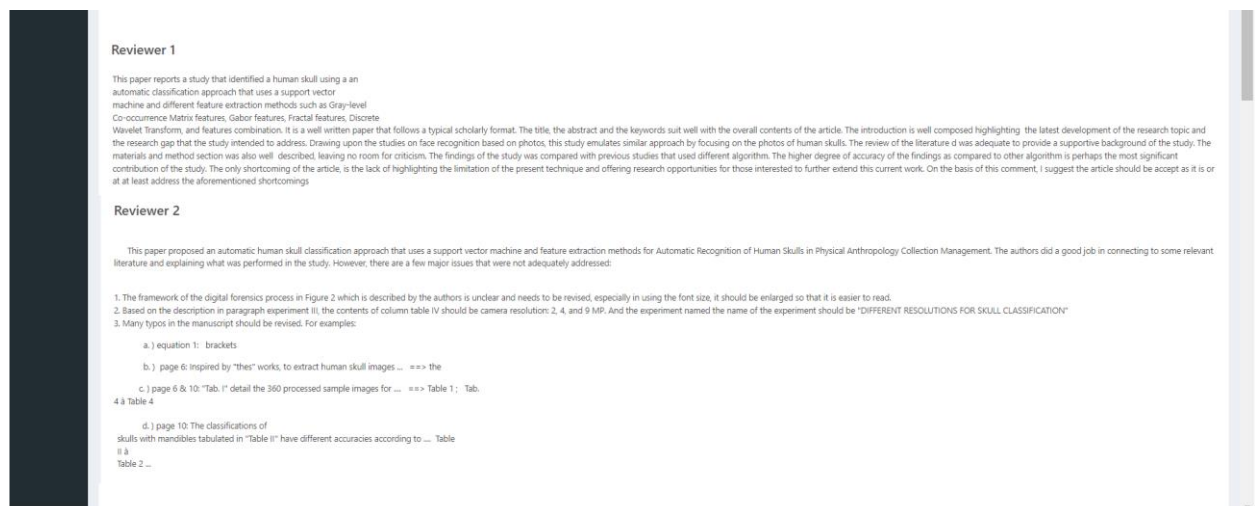 Reviewer 1
This paper reports a study that identified a human skull using a an
automatic classification approach that uses a support vector
machine and different feature extraction methods such as Gray-level
Co-occurrence Matrix features, Gabor features, Fractal features, Discrete
Wavelet Transform, and features combination. It is a well written paper that follows a typical scholarly format. The title, the abstract and the keywords suit well with the overall contents of the article. The introduction is well composed highlighting the latest development of the research topic and
the research gap that the study intended to address. Drawing upon the studies on face recognition based on photos, this study emulates similar approach by focusing on the photos of human skulls. The review of the literature d was adequate to provide a supportive background of the study. The
materials and method section was also well described, leaving no room for criticism. The findings of the study was compared with previous studies that used different algorithm. The higher degree of accuracy of the findings as compared to other algorithm is perhaps the most significant
contribution of the study. The only shortcoming of the article, is the lack of highlighting the limitation of the present technique and offering research opportunities for those interested to further extend this current work. On the basis of this comment, I suggest the article should be accept as it is or
at at least address the aforementioned shortcomings
Reviewer 2
This paper proposed an automatic human skull classification approach that uses a support vector machine and feature extraction methods for Automatic Recognition of Human Skulls in Physical Anthropology Collection Management. The authors did a good job in connecting to some relevant
literature and explaining what was performed in the study. However, there are a few major issues that were not adequately addressed:
1. The framework of the digital forensics process in Figure 2 which is described by the authors is unclear and needs to be revised, especially in using the font size, it should be enlarged so that it is easier to read.
2. Based on the description in paragraph experiment III, the contents of column table IV should be camera resolution: 2, 4, and 9 MP. And the experiment named the name of the experiment should be "DIFFERENT RESOLUTIONS FOR SKULL CLASSIFICATION"
3. Many typos in the manuscript should be revised. For examples:
a. ) equation 1: brackets
b. ) page 6: Inspired by "thes" works, to extract human skull images ... ==> the
c. ) page 6 & 10: "Tab. I" detail the 360 processed sample images for .... ==> Table 1 ; Tab.
4 à Table 4
d. ) page 10: The classifications of
skulls with mandibles tabulated in "Table II" have different accuracies according to .... Table
II à
Table 2 ...